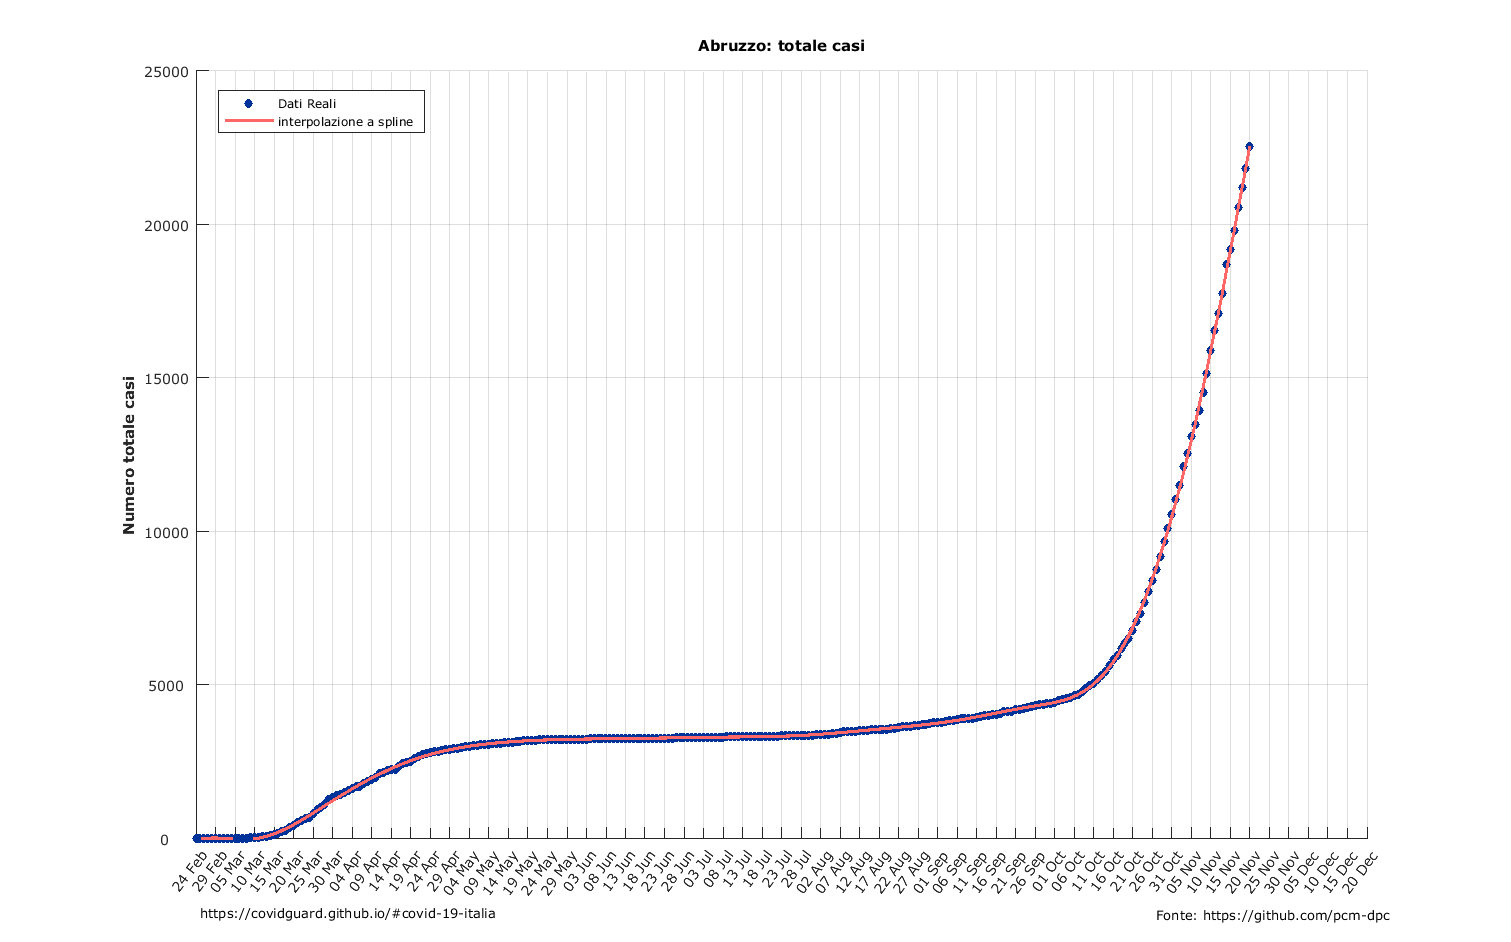 Abruzzo: totale casi
25000
20000
15000
10000
5000
0
Numero totale casi
Dati Reali
interpolazione a spline
24 Feb
29 Feb
05 Mar
10 Mar
15 Mar
20 Mar
25 Mar
30 Mar
04 Apr
09 Apr
14 Apr
19 Apr
24 Apr
29 Apr
04 May
09 May
14 May
19 May
24 May
29 May
03 Jun
08 Jun
13 Jun
18 Jun
23 Jun
28 Jun
03 Jul
08 Jul
13 Jul
18 Jul
23 Jul
28 Jul
02 Aug
07 Aug
12 Aug
17 Aug
22 Aug
27 Aug
01 Sep
06 Sep
11 Sep
16 Sep
21 Sep
26 Sep
01 Oct
06 Oct
11 Oct
16 Oct
21 Oct
26 Oct
31 Oct
05 Nov
10 Nov
15 Nov
20 Nov
25 Nov
30 Nov
05 Dec
10 Dec
15 Dec
20 Dec
https://covidguard.github.io/#covid-19-italia
Fonte: https://github.com/pcm-dpc